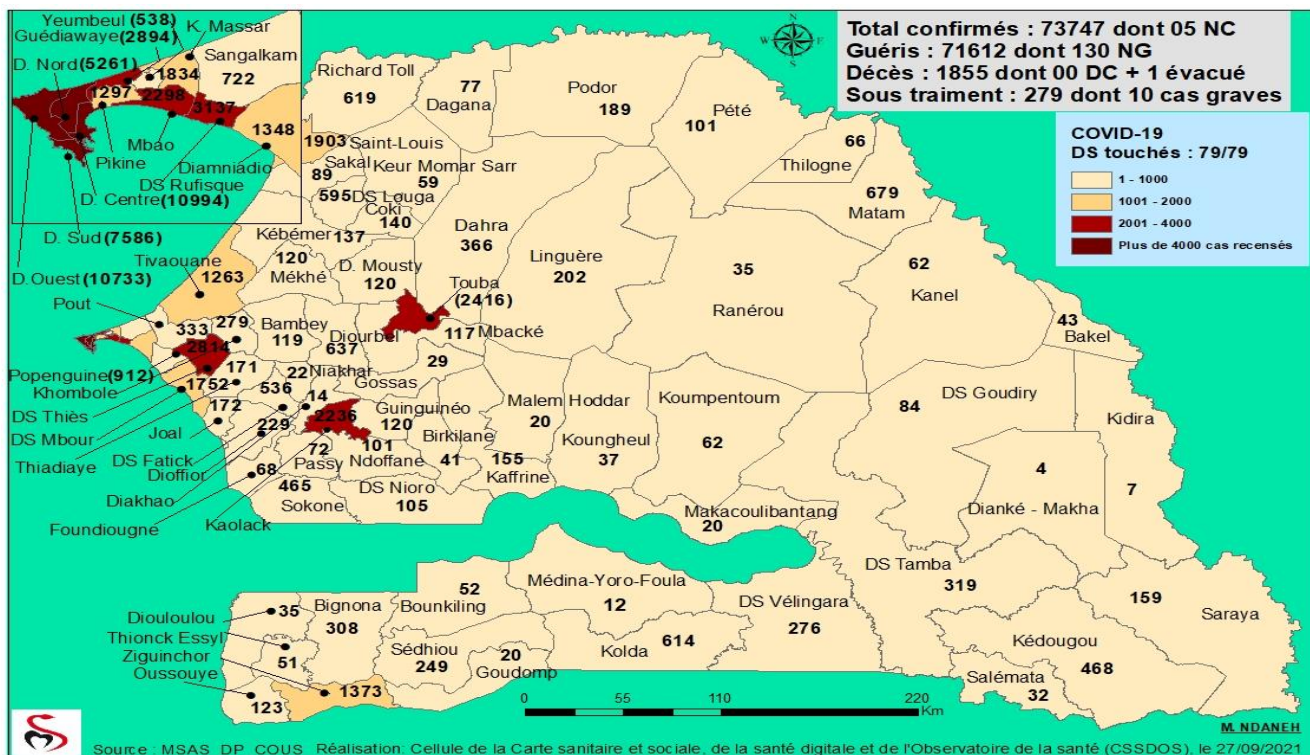 Total confirmés : 73747 dont 05 NC
Guéris : 71612 dont 130 NG
Décès : 1855 dont 00 DC + 1 évacué
Sous traiment : 279 dont 10 cas graves
COVID-19
DS touchés : 79/79
1 - 1000
1001 - 2000
2001 - 4000
Plus de 4000 cas recensés
N
W E
S
Yeumbeul (538)
K. Massar
Guédiawaye (2894)
Sangalkam
722
D. Nord (5261)
1834
1297
2298
3137
1348
Mbao
Pikine
Diamniadio
DS Rufisque
D. Centre (10994)
D. Sud (7586)
D. Ouest (10733)
Richard Toll
619
77
Dagana
Podor
189
Pété
101
66
Thilogne
679
Matam
1903
Saint-Louis
Sakal
89
Keur Momar Sarr
59
595
DS Louga
Coki
140
Dahra
366
Linguère
202
35
Ranérou
62
Kanel
43
Bakel
Kébémer
137
120
Mékhé
D. Mousty
120
Touba
(2416)
117
Mbacké
Tivaouane
1263
Pout
333
279
Bambey
119
Diourbel
637
29
Gossas
2814
171
22
Niakhar
Popenguine (912)
Khombole
DS Thiès
1752
536
14
172
DS Mbour
Joal
229
2236
Guinguinéo
120
Thiadiaye
DS Fatick
Dioffior
72
Passy
101
Ndoffane
Birkilane
41
155
Kaffrine
Malem Hoddar
20
Koungheul
37
Koumpentoum
62
DS Goudiry
84
Kidira
7
4
Dianké - Makha
Diakhao
68
465
Sokone
DS Nioro
105
Foundiougne
Kaolack
Makacoulibantang
20
DS Tamba
319
159
Saraya
Kédougou
468
Salémata
32
52
Bounkiling
Médina-Yoro-Foula
12
DS Vélingara
276
Diouloulou
35
Bignona
308
Thionck Essyl
51
Ziguinchor
1373
Oussouye
123
Sédhiou
249
20
Goudomp
614
Kolda
0 55 110 220
Km
M. NDANEH
Source : MSAS_DP_COUS Réalisation: Cellule de la Carte sanitaire et sociale, de la santé digitale et de l'Observatoire de la santé (CSSDOS), le 27/09/2021